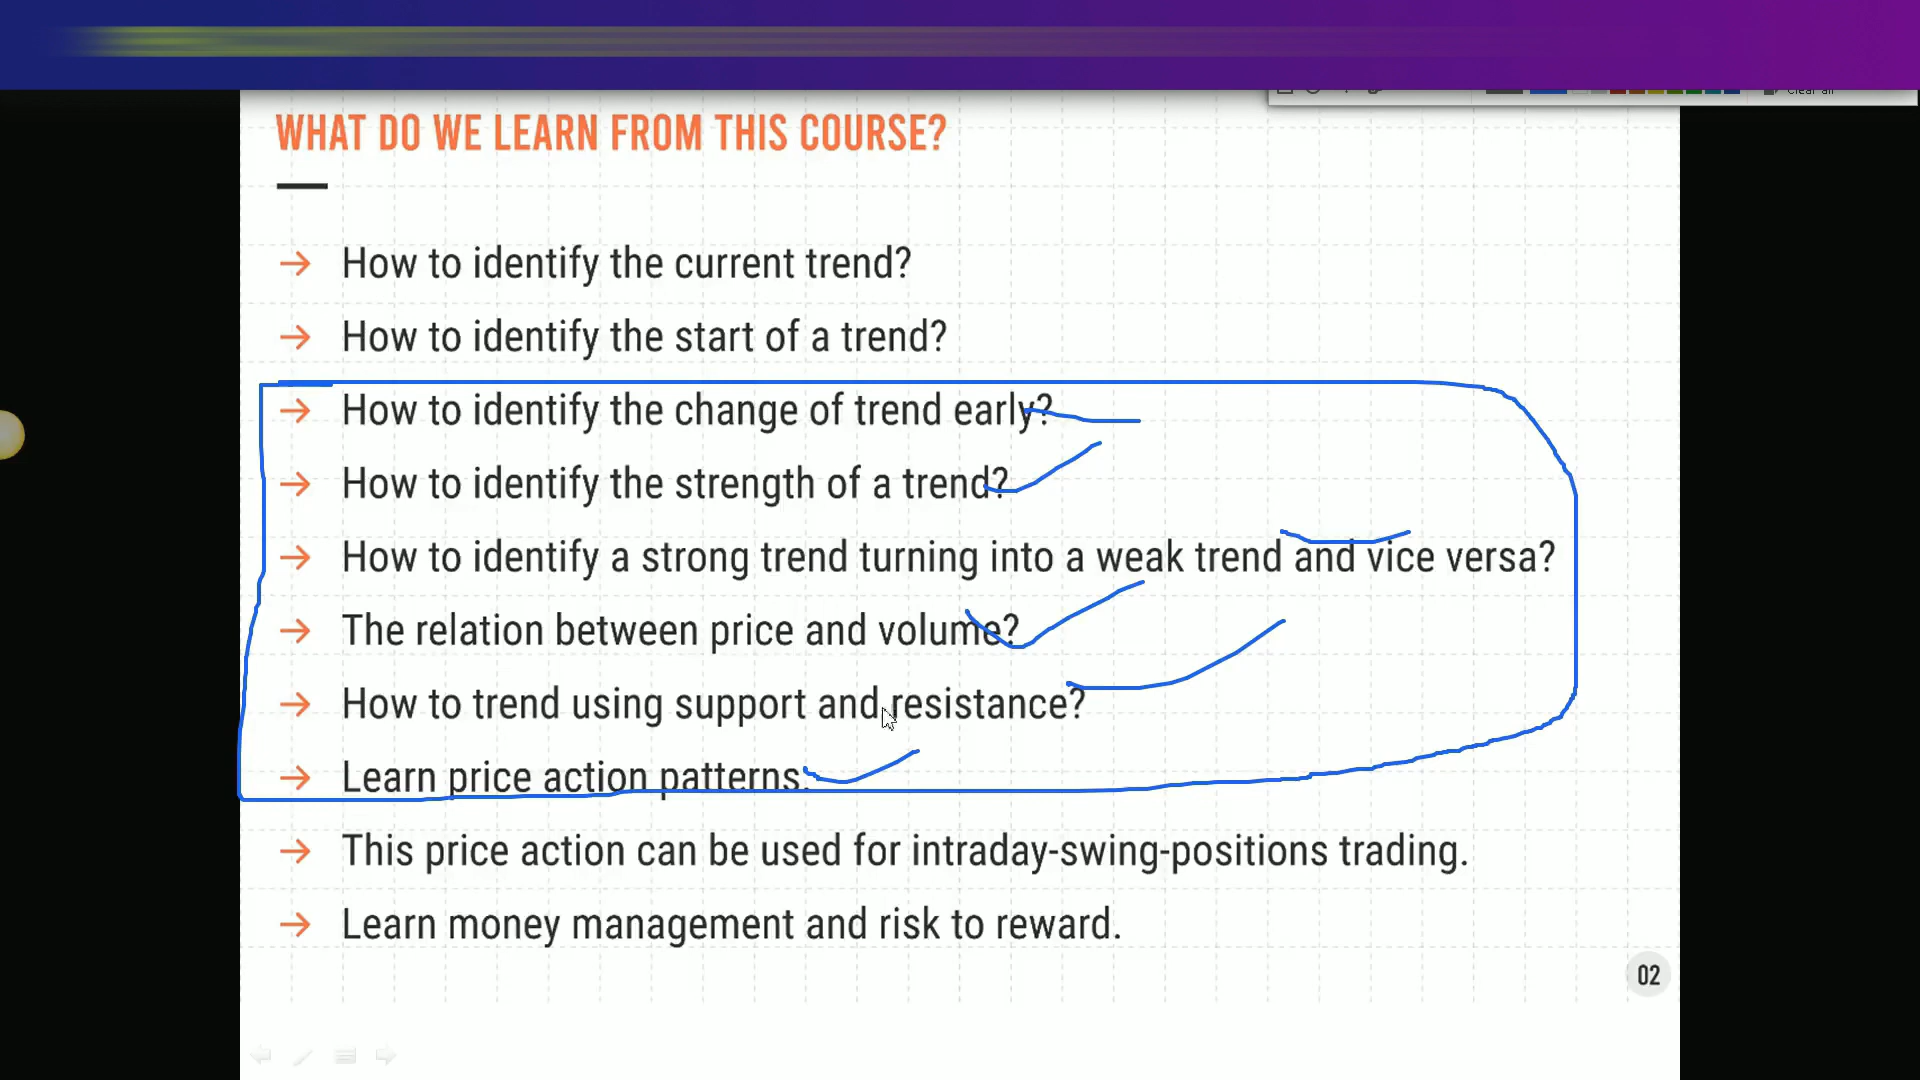 clear all
WHAT DO WE LEARN FROM THIS COURSE?
→ How to identify the current trend?
→ How to identify the start of a trend?
→ How to identify the change of trend early?
→ How to identify the strength of a trend?
→ How to identify a strong trend turning into a weak trend and vice versa?
→ The relation between price and volume?
→ How to trend using support and resistance?
→ Learn price action patterns.
→ This price action can be used for intraday-swing-positions trading.
→ Learn money management and risk to reward.
02